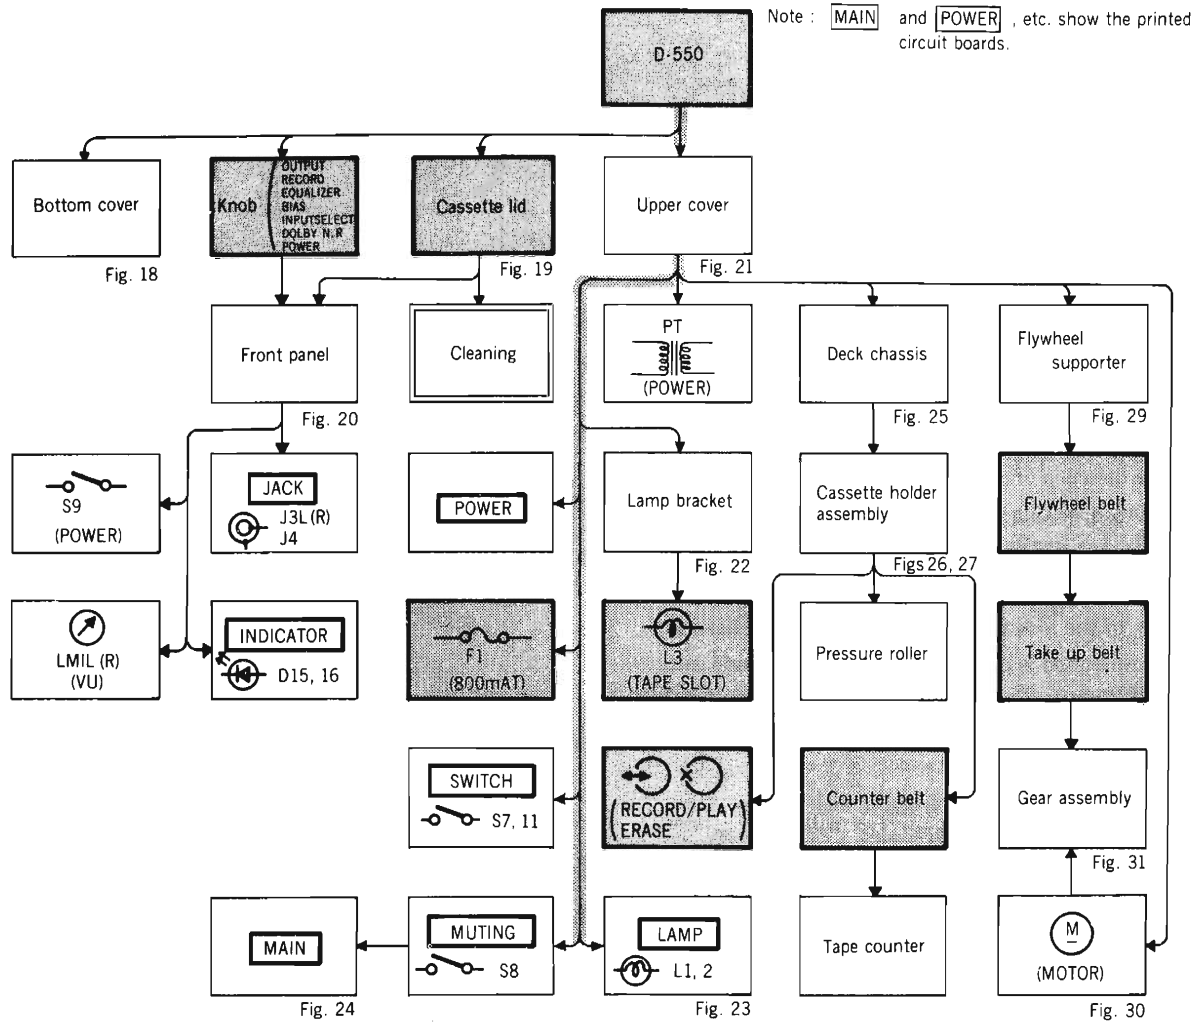 Note : MAIN and POWER , etc. show the printed
circuit boards.
D-550
Bottom cover
Fig. 18
Knob
OUTPUT
RECORD
EQUALIZER
BIAS
INPUTSELECT
DOLBY N.R
POWER
Cassette lid
Fig. 19
Upper cover
Fig. 21
Front panel
Fig. 20
Cleaning
PT
(POWER)
Deck chassis
Fig. 25
Flywheel
supporter
Fig. 29
S9
(POWER)
JACK
J3L(R)
J4
POWER
Lamp bracket
Fig. 22
Cassette holder
assembly
Figs 26, 27
Flywheel belt
LMIL (R)
(VU)
INDICATOR
D15, 16
F1
(800mAT)
L3
(TAPE SLOT)
Pressure roller
Take up belt
SWITCH
S7, 11
RECORD/PLAY
ERASE
Counter belt
Gear assembly
Fig. 31
MAIN
Fig. 24
MUTING
S8
LAMP
L1, 2
Fig. 23
Tape counter
M
(MOTOR)
Fig. 30